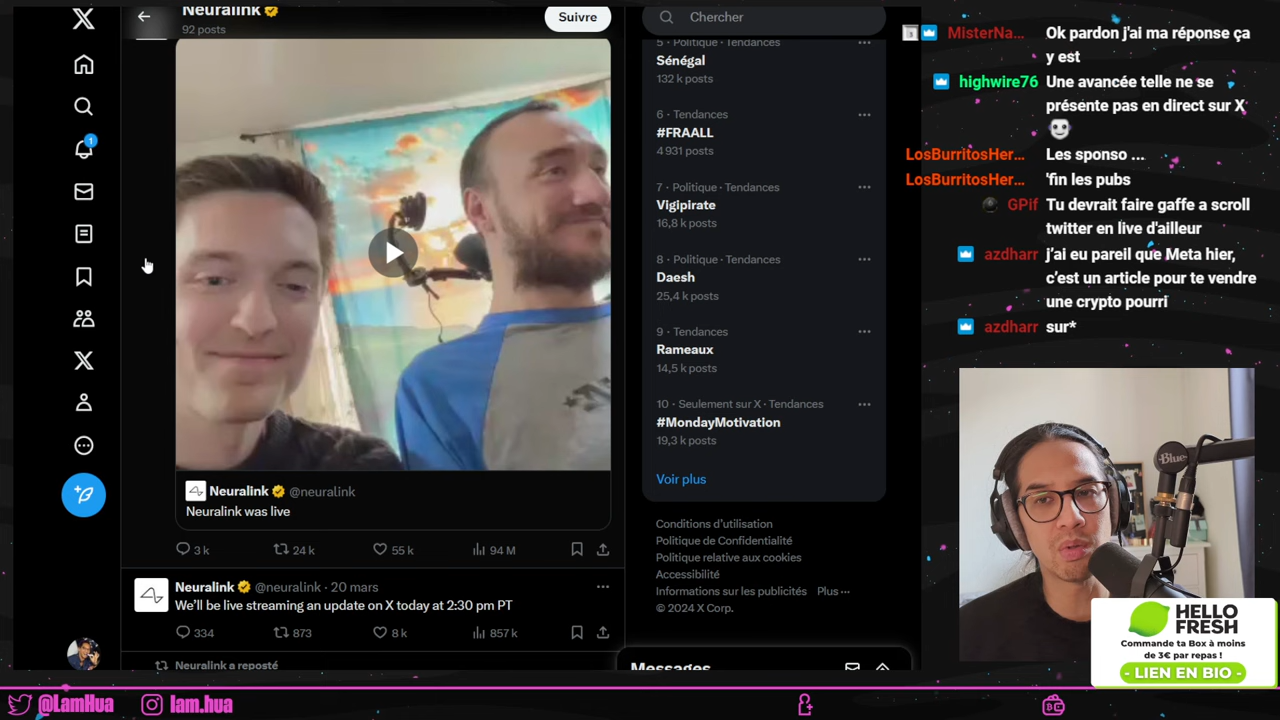 Neuralink
92 posts
Suivre
Neuralink @neuralink
Neuralink was live
3 k 24 k 55 k 94 M
Neuralink @neuralink · 20 mars
We'll be live streaming an update on X today at 2:30 pm PT
334 873 8 k 857 k
Neuralink a reposté
1
Chercher
5 · Politique · Tendances
Sénégal
132 k posts
6 · Tendances
#FRAALL
4 931 posts
7 · Politique · Tendances
Vigipirate
16,8 k posts
8 · Politique · Tendances
Daesh
25,4 k posts
9 · Tendances
Rameaux
14,5 k posts
10 · Seulement sur X · Tendances
#MondayMotivation
19,3 k posts
Voir plus
Conditions d'utilisation
Politique de Confidentialité
Politique relative aux cookies
Accessibilité
Informations sur les publicités Plus ···
© 2024 X Corp.
Messages
MisterNa... Ok pardon j'ai ma réponse ça
y est
highwire76 Une avancée telle ne se
présente pas en direct sur X
LosBurritosHer... Les sponso ...
LosBurritosHer... 'fin les pubs
GPif Tu devrait faire gaffe a scroll
twitter en live d'ailleur
azdharr j'ai eu pareil que Meta hier,
c'est un article pour te vendre
une crypto pourri
azdharr sur*
Blue
HELLO
FRESH
Commande ta Box à moins
de 3€ par repas !
- LIEN EN BIO -
@LamHua lam.hua